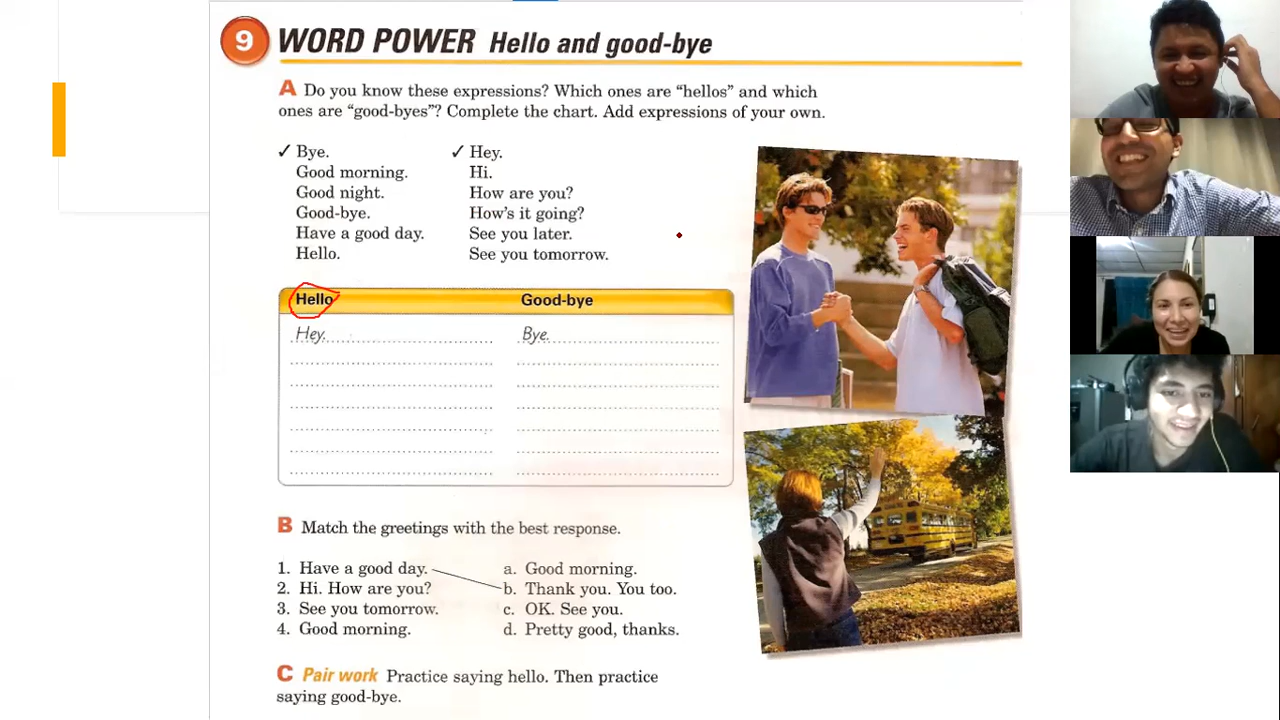 9 WORD POWER Hello and good-bye
A Do you know these expressions? Which ones are “hellos” and which
ones are “good-byes”? Complete the chart. Add expressions of your own.
✓ Bye.
Good morning.
Good night.
Good-bye.
Have a good day.
Hello.
✓ Hey.
Hi.
How are you?
How's it going?
See you later.
See you tomorrow.
Hello Good-bye
Hey. Bye.
B Match the greetings with the best response.
1. Have a good day.
2. Hi. How are you?
3. See you tomorrow.
4. Good morning.
a. Good morning.
b. Thank you. You too.
c. OK. See you.
d. Pretty good, thanks.
C Pair work Practice saying hello. Then practice
saying good-bye.